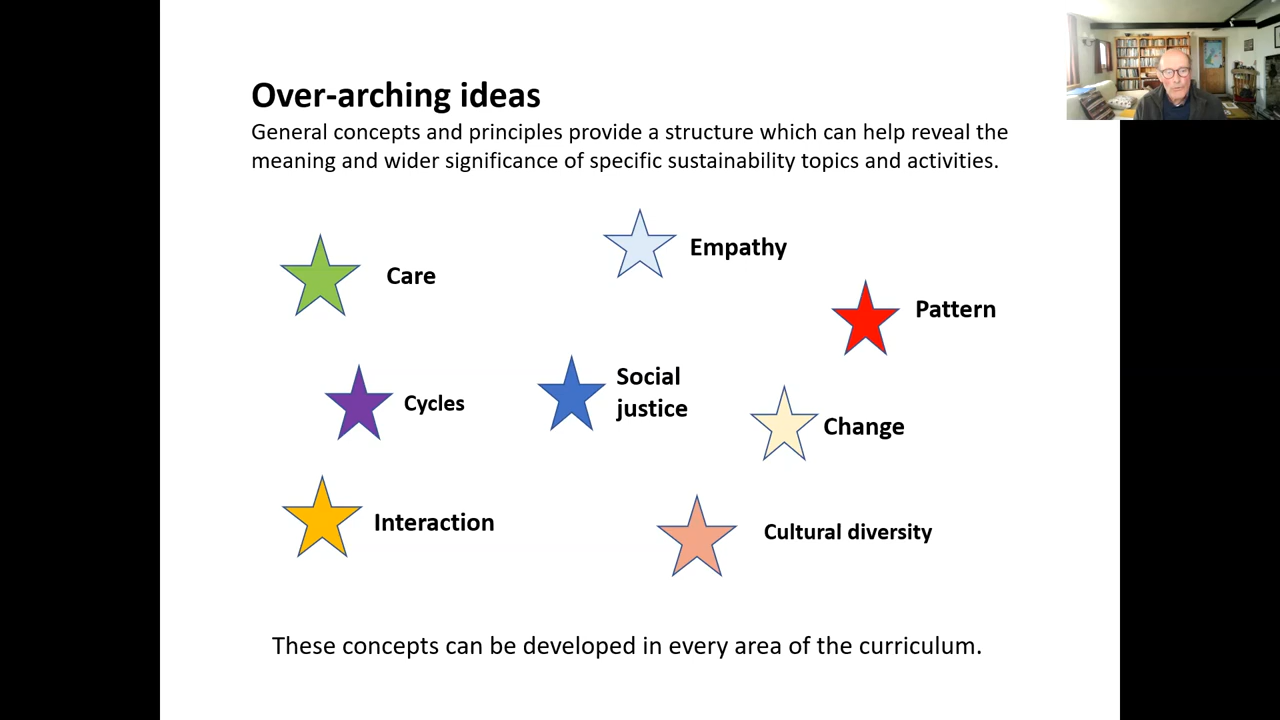 Over-arching ideas
General concepts and principles provide a structure which can help reveal the
meaning and wider significance of specific sustainability topics and activities.
Care
Empathy
Pattern
Cycles
Social
justice
Change
Interaction
Cultural diversity
These concepts can be developed in every area of the curriculum.